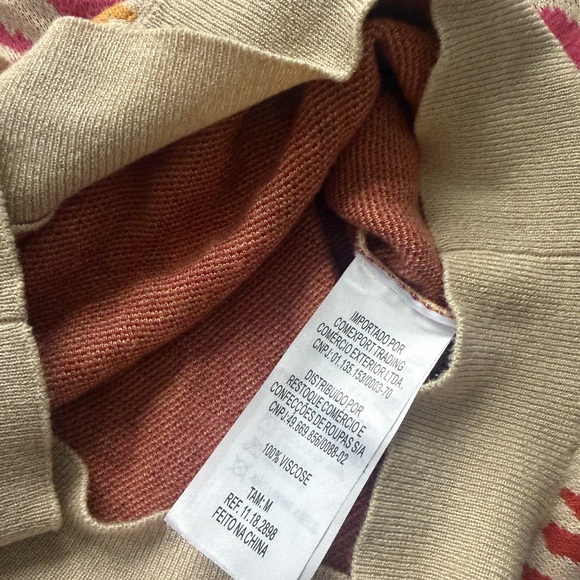 IMPORTADO POR
COMEXPORT TRADING
COMÉRCIO EXTERIOR LTDA.
CNPJ: 01.135.153/0003-70
DISTRIBUÍDO POR
RESTOQUE COMÉRCIO E
CONFECÇÕES DE ROUPAS S/A
CNPJ: 49.669.856/0088-02
100% VISCOSE
TAM: M
REF. 11.18.2898
FEITO NA CHINA